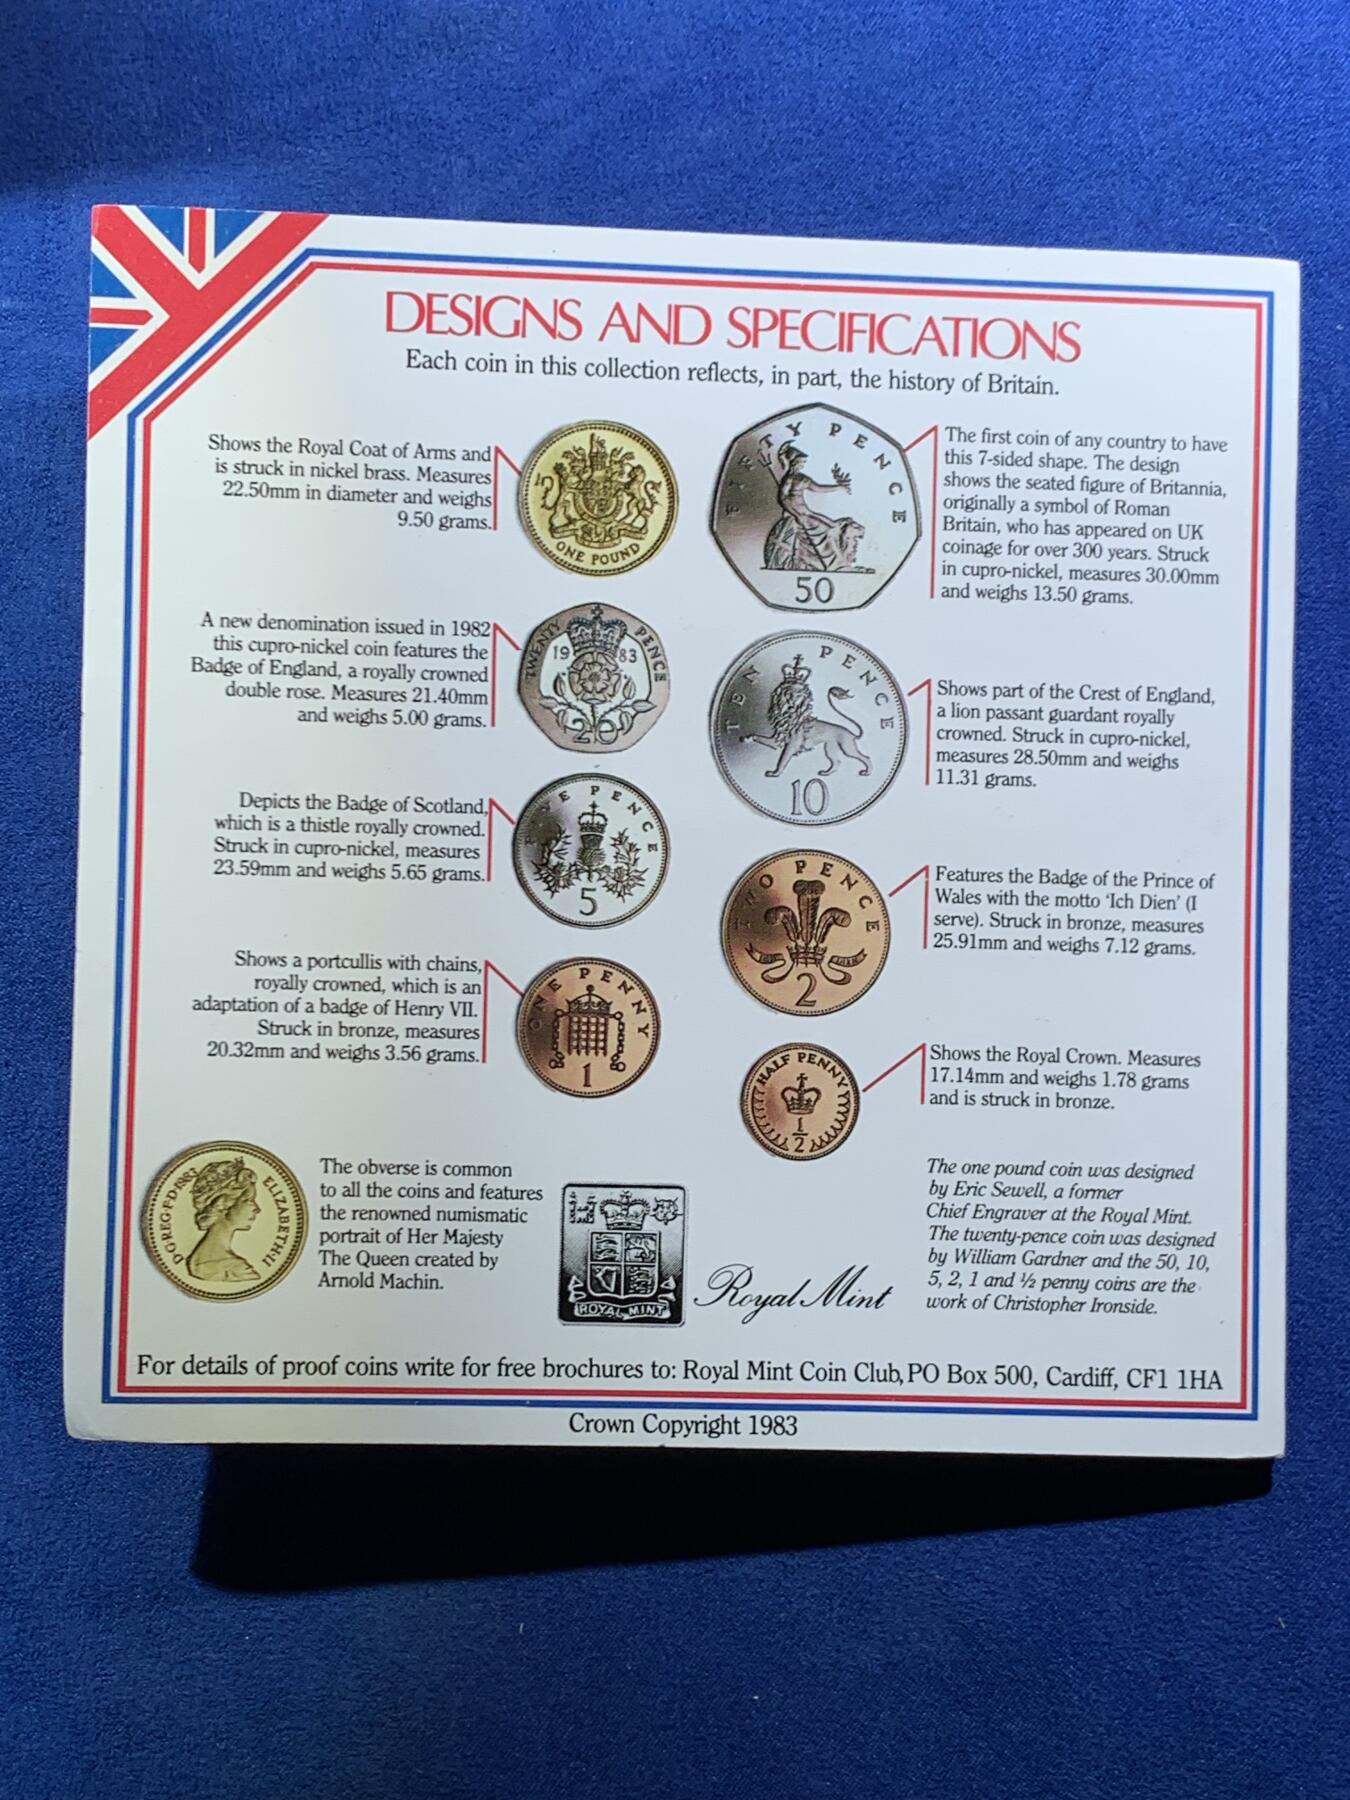 DESIGNS AND SPECIFICATIONS
Each coin in this collection reflects, in part, the history of Britain.
Shows the Royal Coat of Arms and
is struck in nickel brass. Measures
22.50mm in diameter and weighs
9.50 grams.
ONE POUND
FIFTY PENCE
50
The first coin of any country to have
this 7-sided shape. The design
shows the seated figure of Britannia,
originally a symbol of Roman
Britain, who has appeared on UK
coinage for over 300 years. Struck
in cupro-nickel, measures 30.00mm
and weighs 13.50 grams.
A new denomination issued in 1982
this cupro-nickel coin features the
Badge of England, a royally crowned
double rose. Measures 21.40mm
and weighs 5.00 grams.
TWENTY PENCE
1983
20
TEN PENCE
10
Shows part of the Crest of England,
a lion passant guardant royally
crowned. Struck in cupro-nickel,
measures 28.50mm and weighs
11.31 grams.
Depicts the Badge of Scotland,
which is a thistle royally crowned.
Struck in cupro-nickel, measures
23.59mm and weighs 5.65 grams.
FIVE PENCE
5
TWO PENCE
2
Features the Badge of the Prince of
Wales with the motto ‘Ich Dien’ (I
serve). Struck in bronze, measures
25.91mm and weighs 7.12 grams.
Shows a portcullis with chains,
royally crowned, which is an
adaptation of a badge of Henry VII.
Struck in bronze, measures
20.32mm and weighs 3.56 grams.
ONE PENNY
1
HALF PENNY
1/2
Shows the Royal Crown. Measures
17.14mm and weighs 1.78 grams
and is struck in bronze.
D·G·REG·F·D·1983
ELIZABETH·II
The obverse is common
to all the coins and features
the renowned numismatic
portrait of Her Majesty
The Queen created by
Arnold Machin.
ROYAL MINT
Royal Mint
The one pound coin was designed
by Eric Sewell, a former
Chief Engraver at the Royal Mint.
The twenty-pence coin was designed
by William Gardner and the 50, 10,
5, 2, 1 and ½ penny coins are the
work of Christopher Ironside.
For details of proof coins write for free brochures to: Royal Mint Coin Club, PO Box 500, Cardiff, CF1 1HA
Crown Copyright 1983